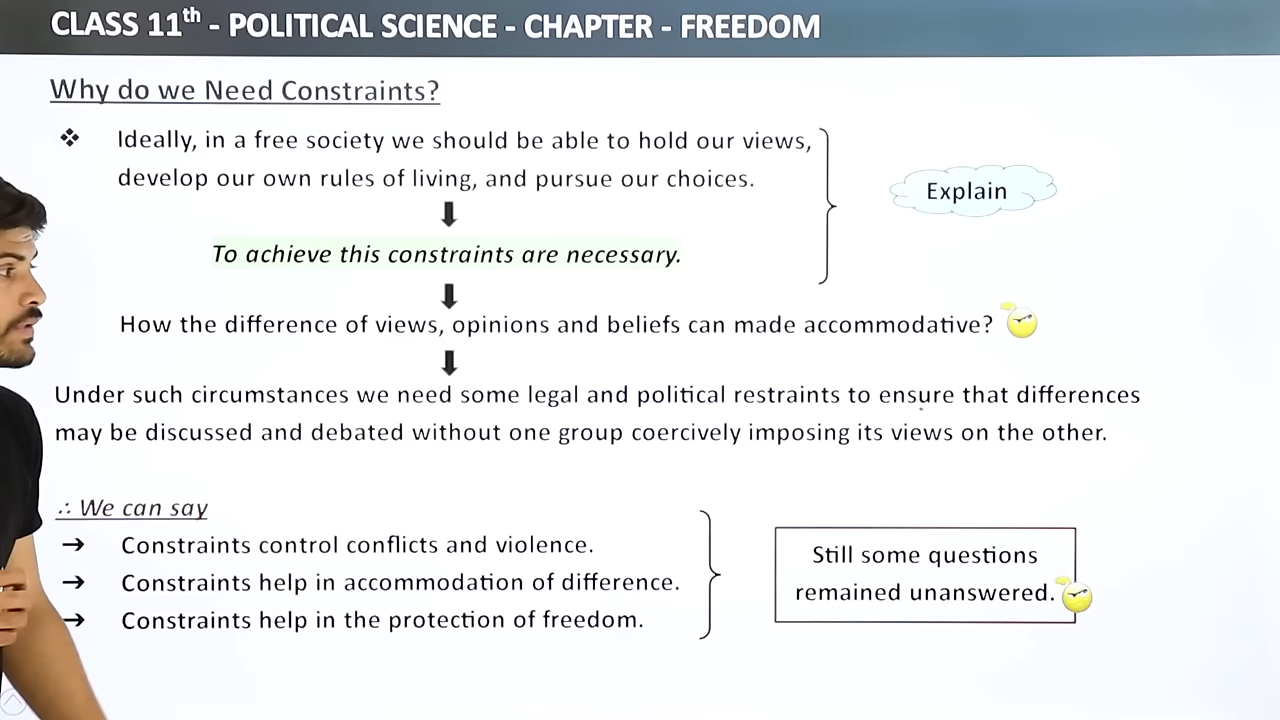 CLASS 11th - POLITICAL SCIENCE - CHAPTER - FREEDOM
Why do we Need Constraints?
❖ Ideally, in a free society we should be able to hold our views,
develop our own rules of living, and pursue our choices.
Explain
To achieve this constraints are necessary.
How the difference of views, opinions and beliefs can made accommodative?
Under such circumstances we need some legal and political restraints to ensure that differences
may be discussed and debated without one group coercively imposing its views on the other.
∴ We can say
→ Constraints control conflicts and violence.
→ Constraints help in accommodation of difference.
→ Constraints help in the protection of freedom.
Still some questions
remained unanswered.